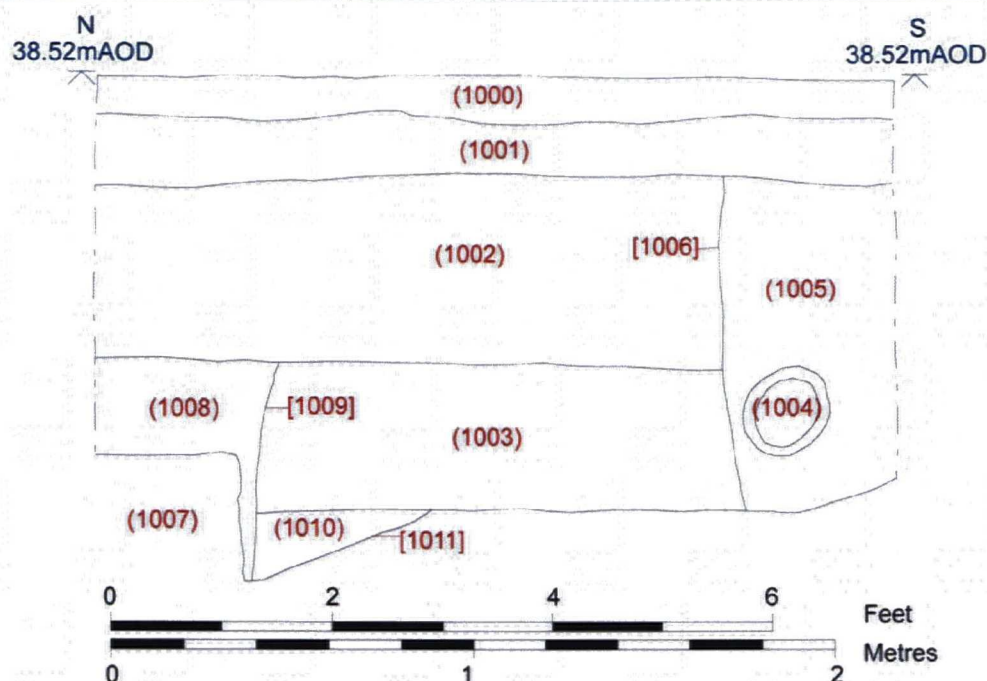 N
38.52mAOD
S
38.52mAOD
(1000)
(1001)
(1002)
[1006]
(1005)
(1008)
[1009]
(1003)
(1004)
(1007)
(1010)
[1011]
0 2 4 6
Feet
Metres
0 1 2